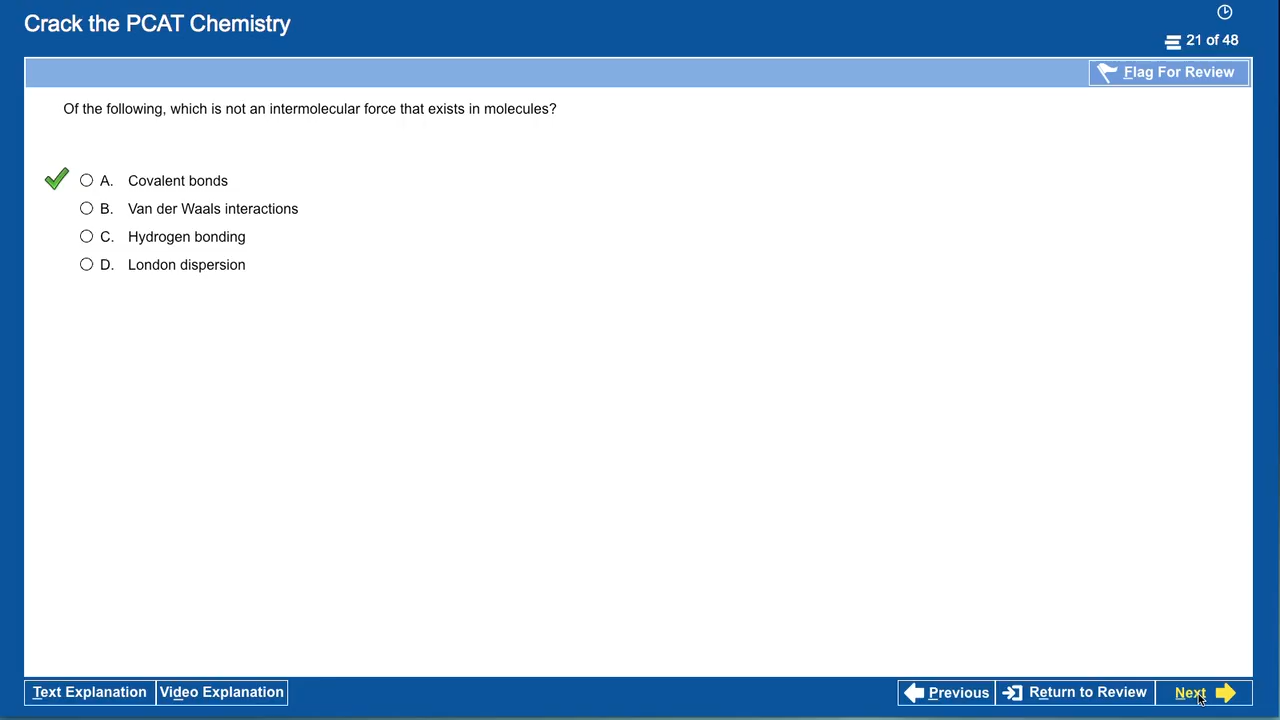 Crack the PCAT Chemistry
21 of 48
Flag For Review
Of the following, which is not an intermolecular force that exists in molecules?
A. Covalent bonds
B. Van der Waals interactions
C. Hydrogen bonding
D. London dispersion
Text Explanation Video Explanation Previous Return to Review Next